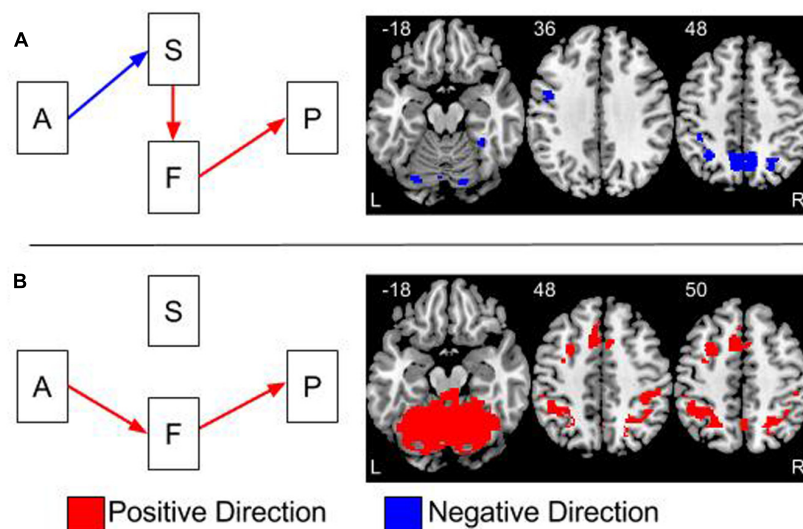 A
S
A
P
F
-18
36
48
L
R
B
S
A
P
F
-18
48
50
L
R
Positive Direction
Negative Direction